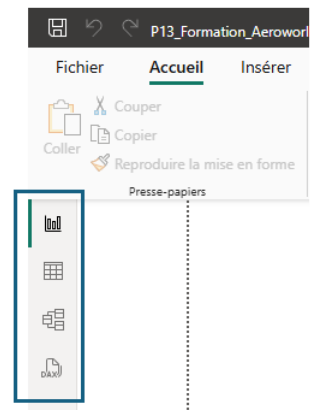 P13_Formation_Aeroworl
Fichier Accueil Insérer
Coller
Couper
Copier
Reproduire la mise en forme
Presse-papiers
DAX